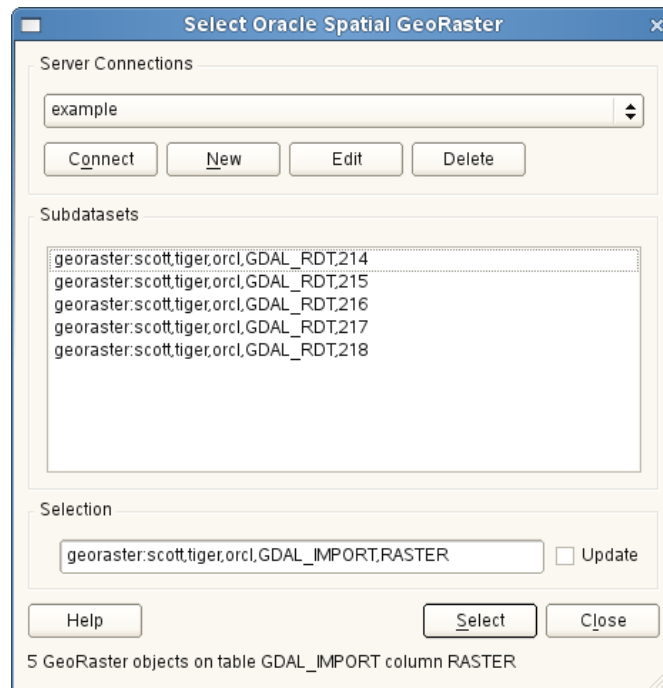 Select Oracle Spatial GeoRaster
Server Connections
example
Connect New Edit Delete
Subdatasets
georaster:scott,tiger,orcl,GDAL_RDT,214
georaster:scott,tiger,orcl,GDAL_RDT,215
georaster:scott,tiger,orcl,GDAL_RDT,216
georaster:scott,tiger,orcl,GDAL_RDT,217
georaster:scott,tiger,orcl,GDAL_RDT,218
Selection
georaster:scott,tiger,orcl,GDAL_IMPORT,RASTER Update
Help Select Close
5 GeoRaster objects on table GDAL_IMPORT column RASTER